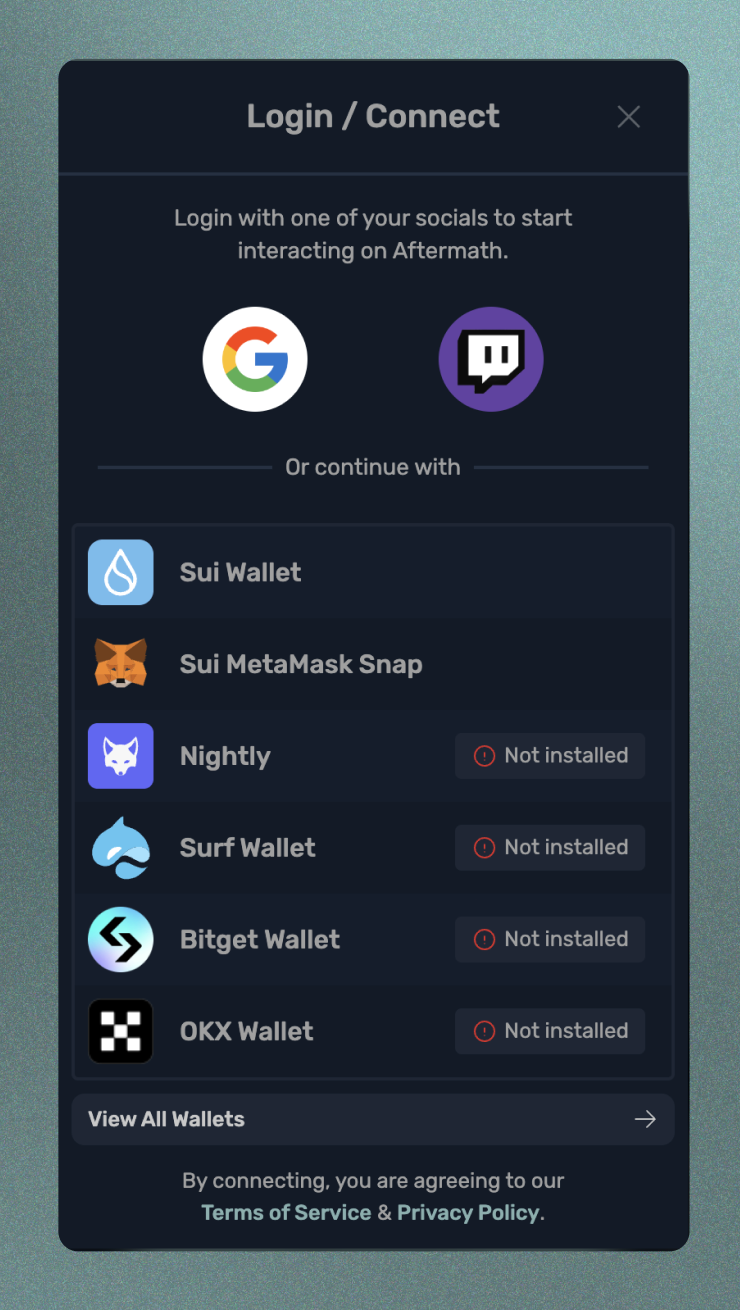 Login / Connect
Login with one of your socials to start
interacting on Aftermath.
Or continue with
Sui Wallet
Sui MetaMask Snap
Nightly
Not installed
Surf Wallet
Not installed
Bitget Wallet
Not installed
OKX Wallet
Not installed
View All Wallets
By connecting, you are agreeing to our
Terms of Service & Privacy Policy.